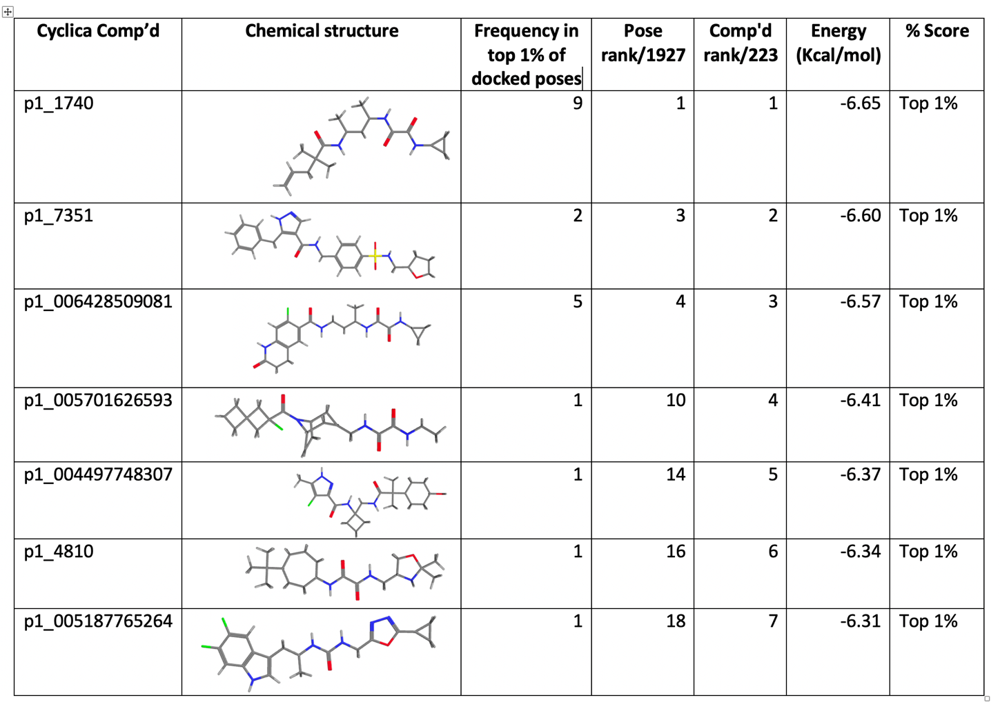 Cyclica Comp’d Chemical structure Frequency in Pose Comp'd Energy % Score
top 1% of rank/1927 rank/223 (Kcal/mol)
docked poses
p1_1740 9 1 1 -6.65 Top 1%
p1_7351 2 3 2 -6.60 Top 1%
p1_006428509081 5 4 3 -6.57 Top 1%
p1_005701626593 1 10 4 -6.41 Top 1%
p1_004497748307 1 14 5 -6.37 Top 1%
p1_4810 1 16 6 -6.34 Top 1%
p1_005187765264 1 18 7 -6.31 Top 1%